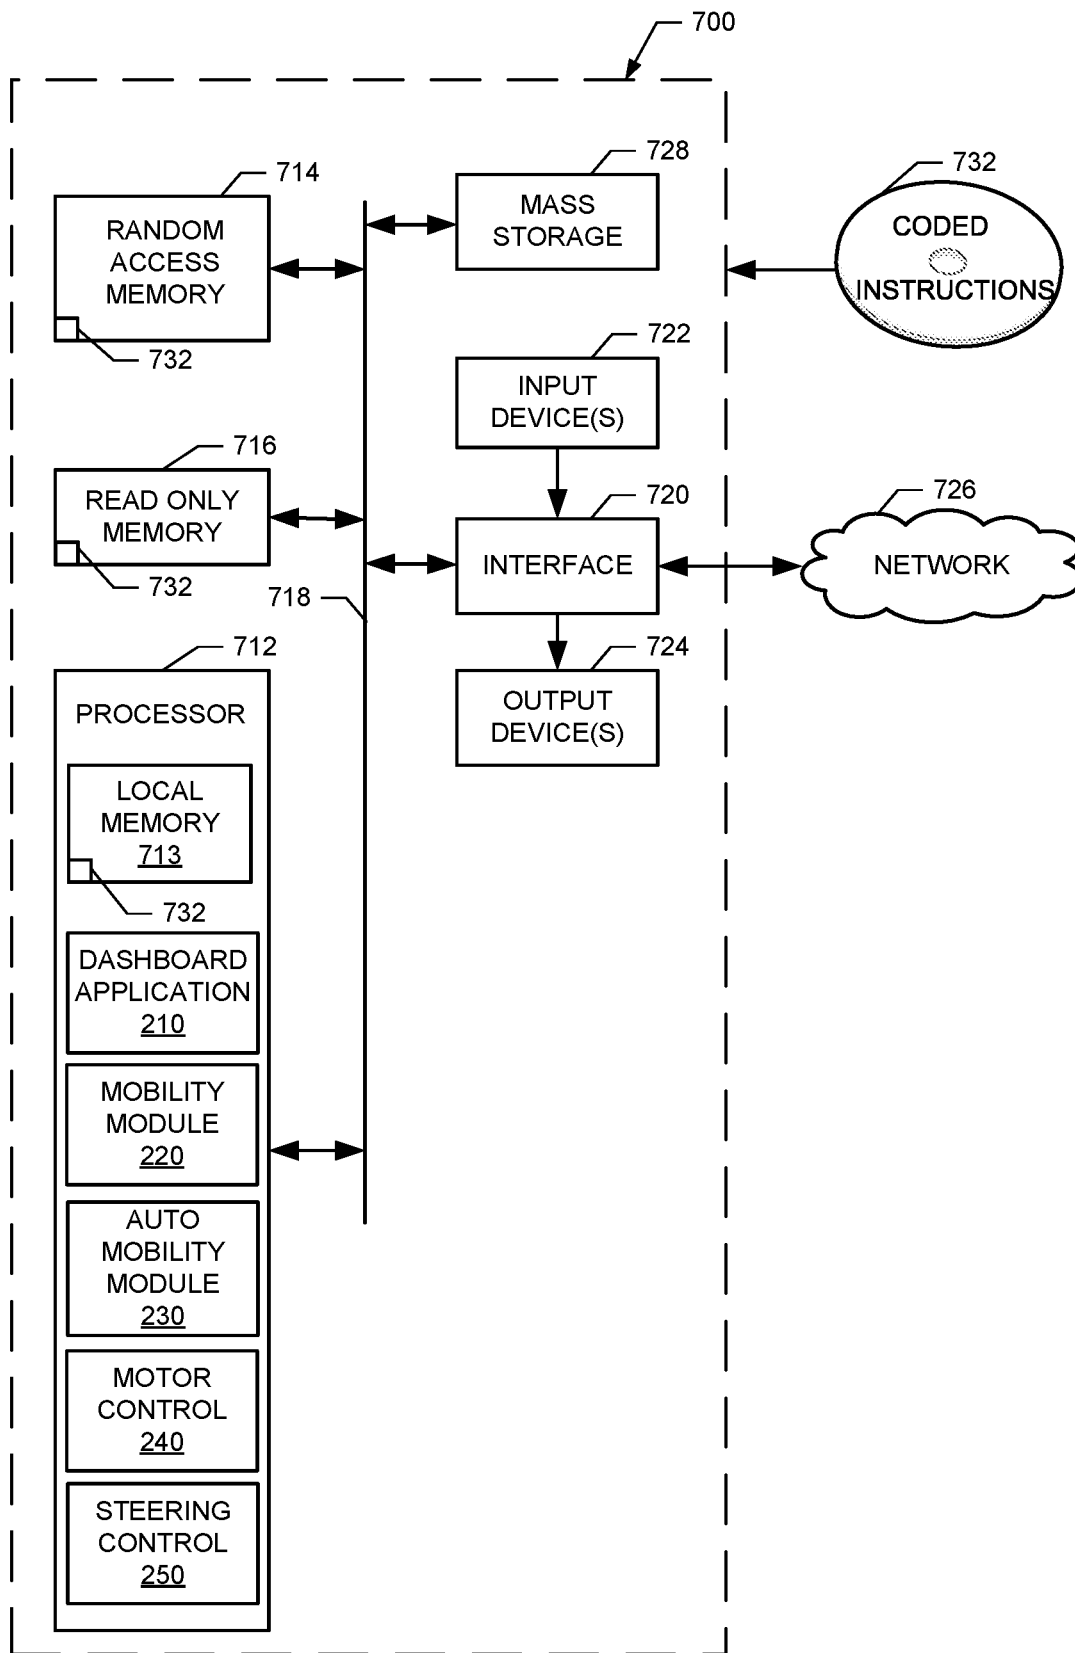 700
714
RANDOM
ACCESS
MEMORY
732
728
MASS
STORAGE
732
CODED
INSTRUCTIONS
722
INPUT
DEVICE(S)
716
READ ONLY
MEMORY
732
720
INTERFACE
726
NETWORK
718
712
PROCESSOR
724
OUTPUT
DEVICE(S)
LOCAL
MEMORY
713
732
DASHBOARD
APPLICATION
210
MOBILITY
MODULE
220
AUTO
MOBILITY
MODULE
230
MOTOR
CONTROL
240
STEERING
CONTROL
250